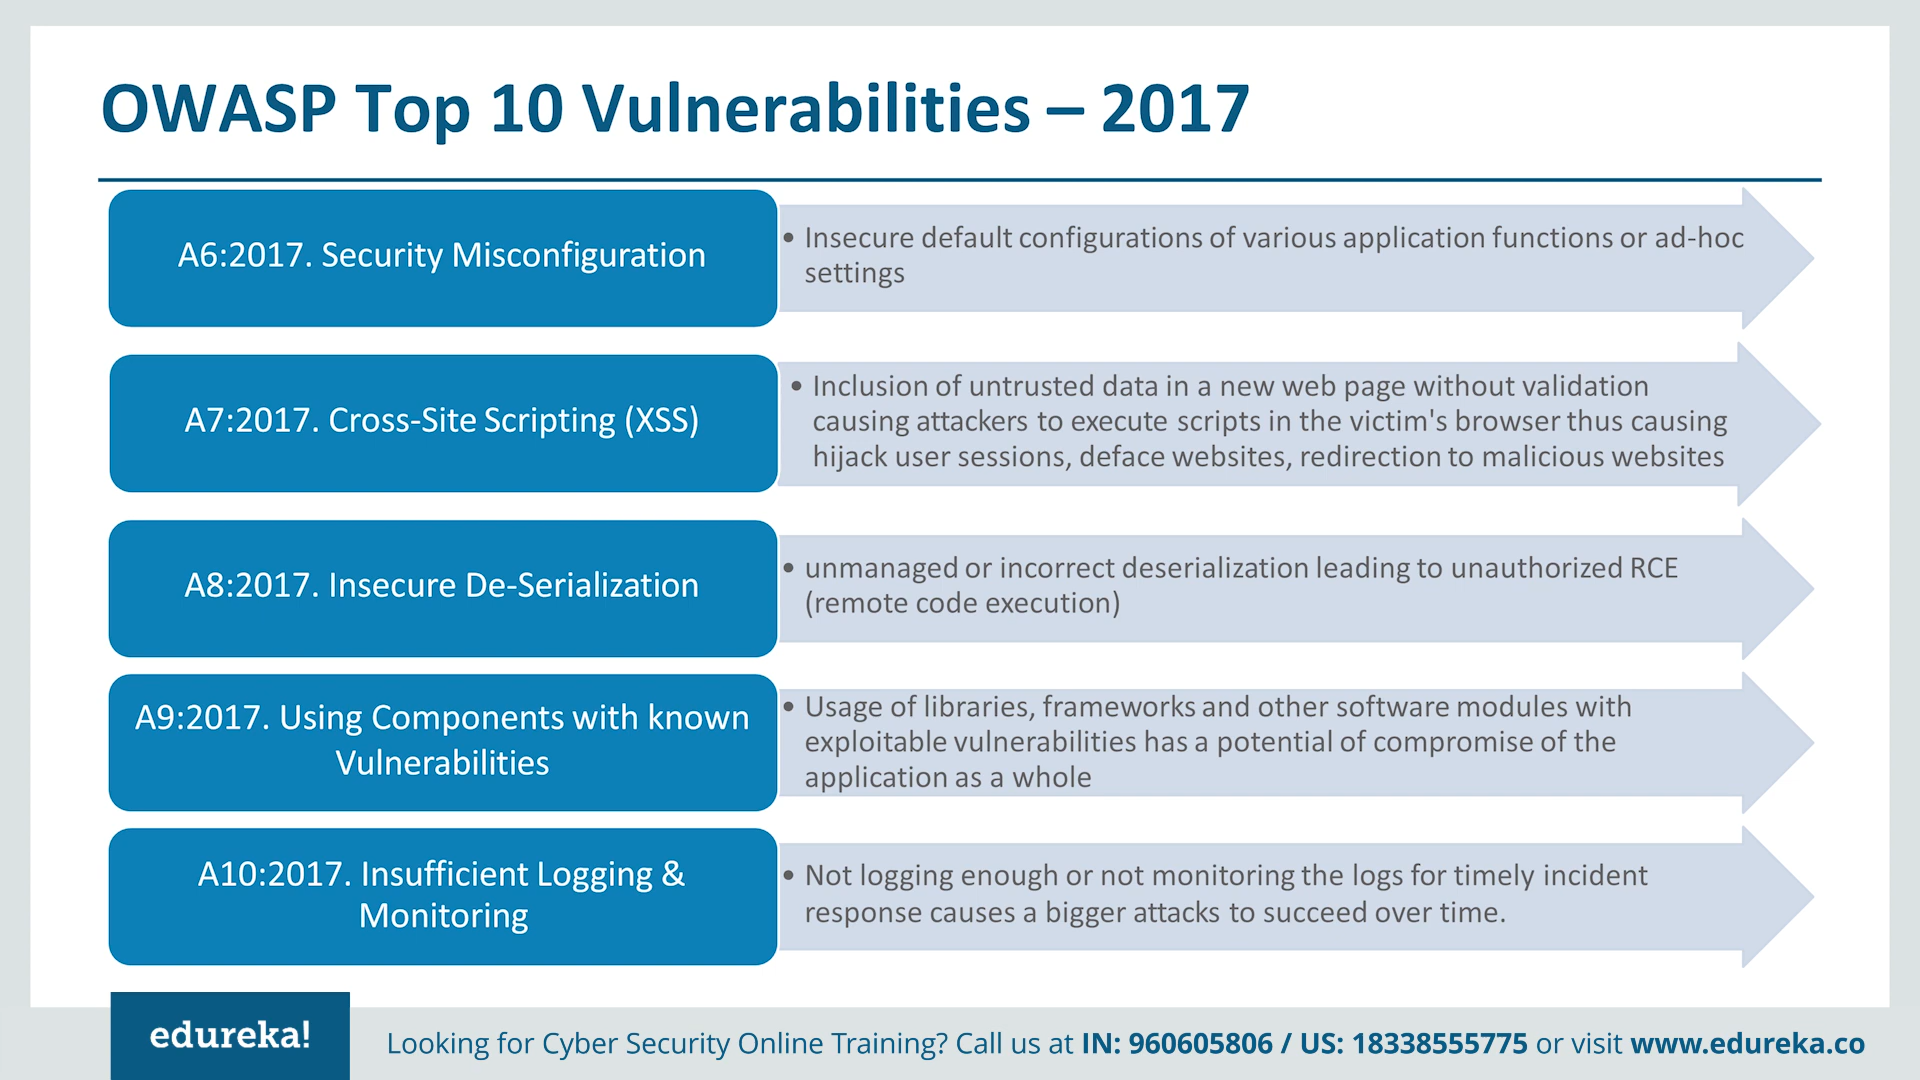 OWASP Top 10 Vulnerabilities – 2017
A6:2017. Security Misconfiguration
• Insecure default configurations of various application functions or ad-hoc
settings
A7:2017. Cross-Site Scripting (XSS)
• Inclusion of untrusted data in a new web page without validation
causing attackers to execute scripts in the victim's browser thus causing
hijack user sessions, deface websites, redirection to malicious websites
A8:2017. Insecure De-Serialization
• unmanaged or incorrect deserialization leading to unauthorized RCE
(remote code execution)
A9:2017. Using Components with known
Vulnerabilities
• Usage of libraries, frameworks and other software modules with
exploitable vulnerabilities has a potential of compromise of the
application as a whole
A10:2017. Insufficient Logging &
Monitoring
• Not logging enough or not monitoring the logs for timely incident
response causes a bigger attacks to succeed over time.
edureka!
Looking for Cyber Security Online Training? Call us at IN: 960605806 / US: 18338555775 or visit www.edureka.co